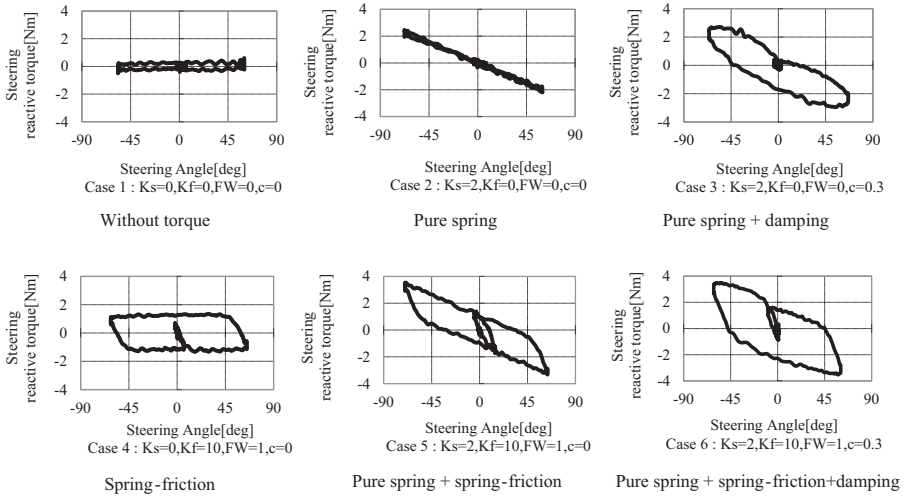 Steering
reactive torque[Nm]
4
2
0
-2
-4
-90
-45
0
45
90
Steering Angle[deg]
Case 1 : Ks=0,Kf=0,FW=0,c=0
Without torque
Steering
reactive torque[Nm]
4
2
0
-2
-4
-90
-45
0
45
90
Steering Angle[deg]
Case 2 : Ks=2,Kf=0,FW=0,c=0
Pure spring
Steering
reactive torque[Nm]
4
2
0
-2
-4
-90
-45
0
45
90
Steering Angle[deg]
Case 3 : Ks=2,Kf=0,FW=0,c=0.3
Pure spring + damping
Steering
reactive torque[Nm]
4
2
0
-2
-4
-90
-45
0
45
90
Steering Angle[deg]
Case 4 : Ks=0,Kf=10,FW=1,c=0
Spring-friction
Steering
reactive torque[Nm]
4
2
0
-2
-4
-90
-45
0
45
90
Steering Angle[deg]
Case 5 : Ks=2,Kf=10,FW=1,c=0
Pure spring + spring-friction
Steering
reactive torque[Nm]
4
2
0
-2
-4
-90
-45
0
45
90
Steering Angle[deg]
Case 6 : Ks=2,Kf=10,FW=1,c=0.3
Pure spring + spring-friction+damping